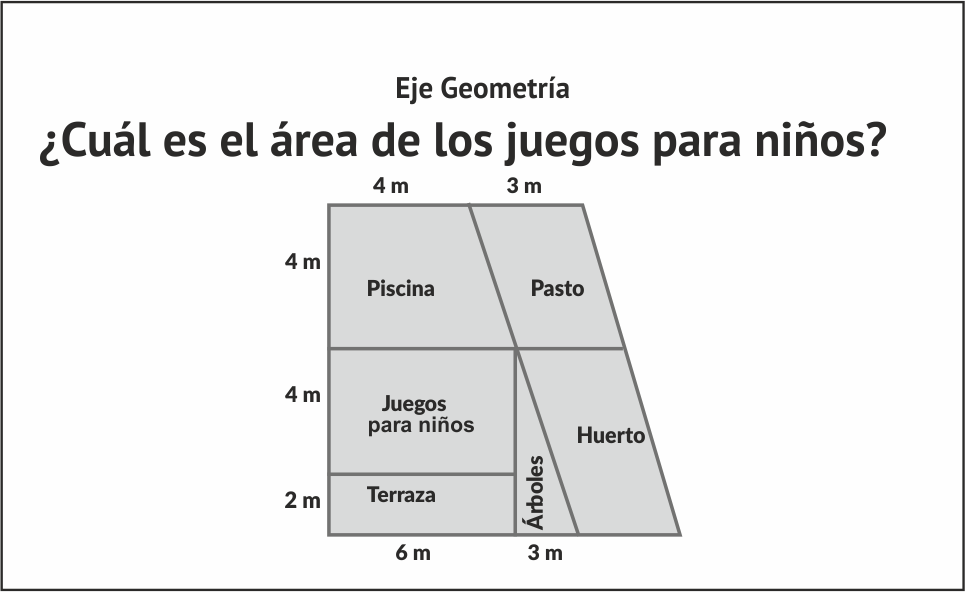 Eje Geometría
¿Cuál es el área de los juegos para niños?
4 m
3 m
4 m
Piscina
Pasto
4 m
Juegos
para niños
Huerto
2 m
Terraza
Árboles
6 m
3 m